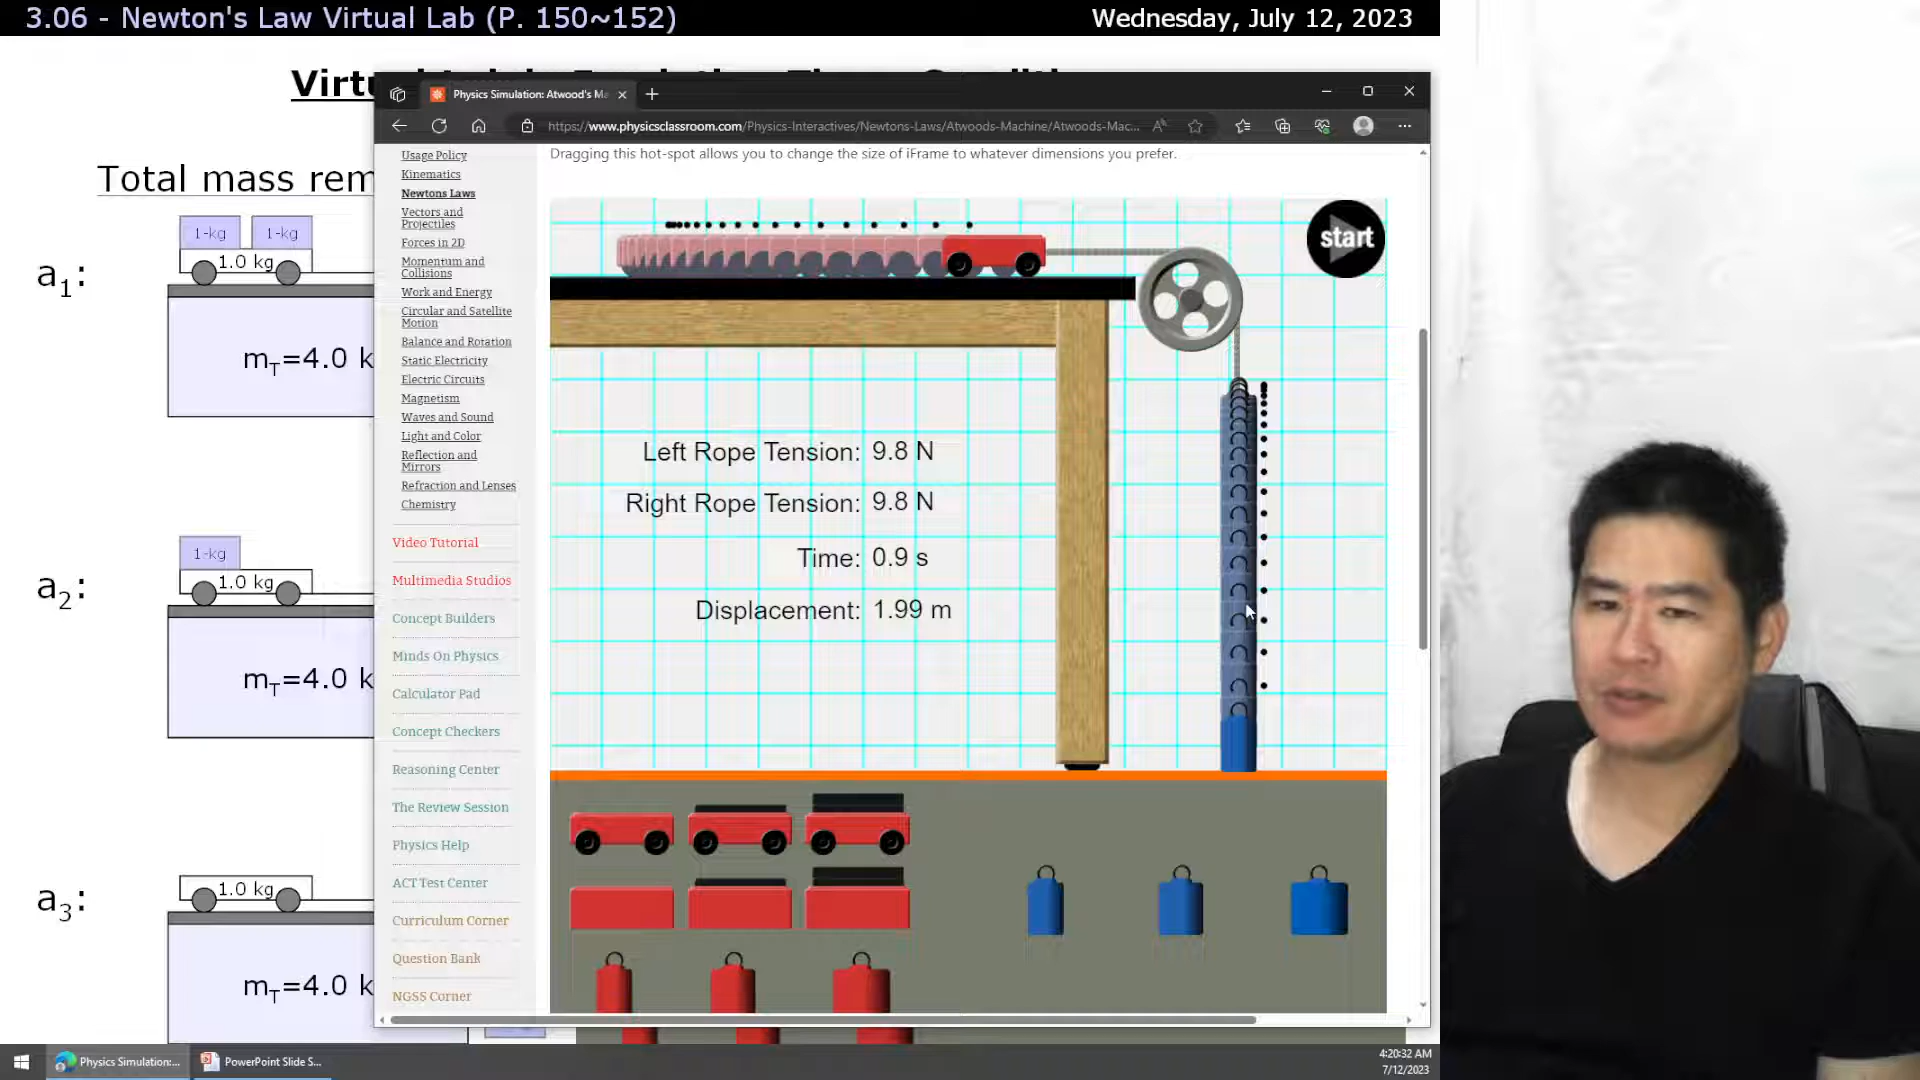 3.06 - Newton's Law Virtual Lab (P. 150~152)
Wednesday, July 12, 2023
Total mass rem
1-kg
1-kg
1.0 kg
a1:
mT=4.0 k
1-kg
1.0 kg
a2:
mT=4.0 k
1.0 kg
a3:
mT=4.0 k
Physics Simulation: Atwood's Ma
https://www.physicsclassroom.com/Physics-Interactives/Newtons-Laws/Atwoods-Machine/Atwoods-Mac...
Usage Policy
Kinematics
Newtons Laws
Vectors and
Projectiles
Forces in 2D
Momentum and
Collisions
Work and Energy
Circular and Satellite
Motion
Balance and Rotation
Static Electricity
Electric Circuits
Magnetism
Waves and Sound
Light and Color
Reflection and
Mirrors
Refraction and Lenses
Chemistry
Video Tutorial
Multimedia Studios
Concept Builders
Minds On Physics
Calculator Pad
Concept Checkers
Reasoning Center
The Review Session
Physics Help
ACT Test Center
Curriculum Corner
Question Bank
NGSS Corner
Dragging this hot-spot allows you to change the size of iFrame to whatever dimensions you prefer.
start
Left Rope Tension: 9.8 N
Right Rope Tension: 9.8 N
Time: 0.9 s
Displacement: 1.99 m
Physics Simulation:...
PowerPoint Slide S...
4:20:32 AM
7/12/2023